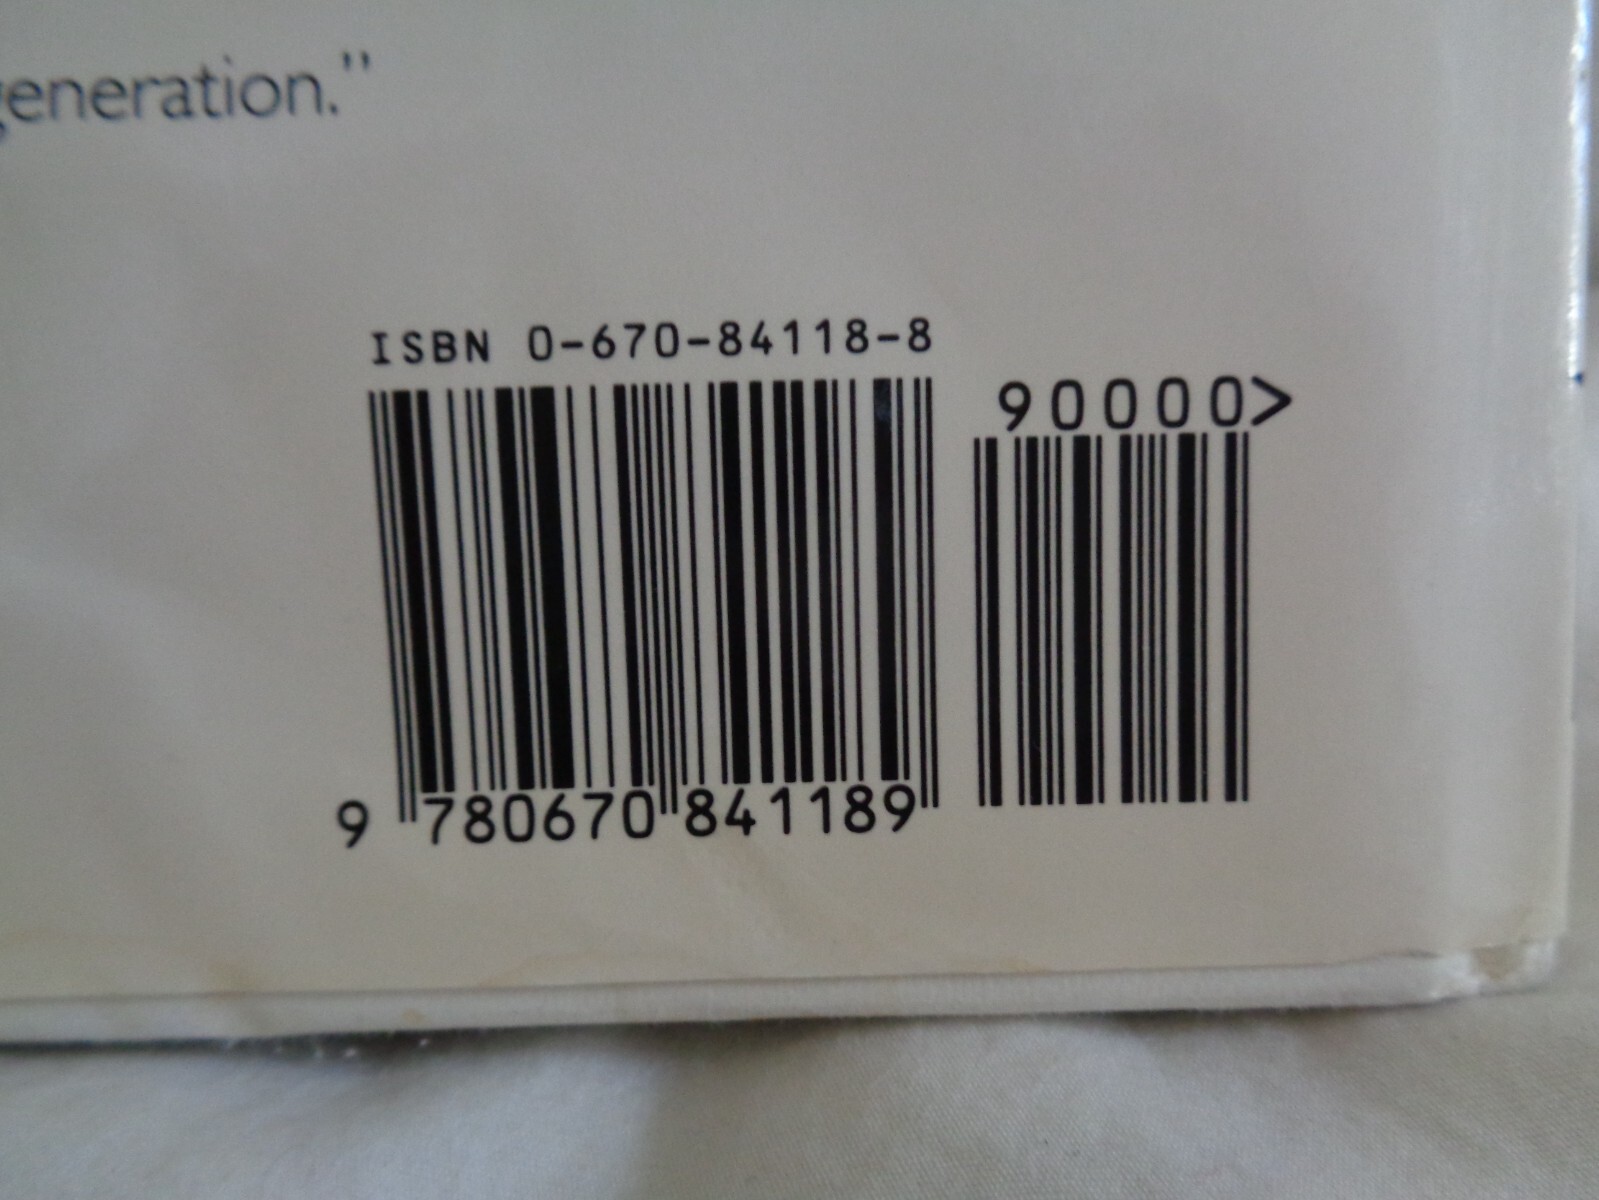 generation."
ISBN 0-670-84118-8
90000>
9 780670 841189